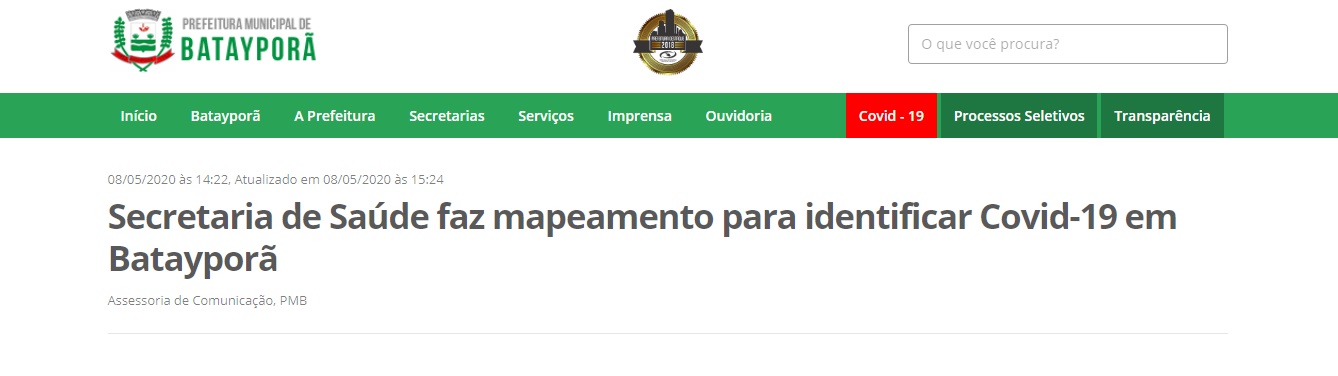 PREFEITURA MUNICIPAL DE
BATAYPORÃ
PREFEITURA DESTAQUE
2018
O que você procura?
Início Batayporã A Prefeitura Secretarias Serviços Imprensa Ouvidoria Covid - 19 Processos Seletivos Transparência
08/05/2020 às 14:22, Atualizado em 08/05/2020 às 15:24
Secretaria de Saúde faz mapeamento para identificar Covid-19 em
Batayporã
Assessoria de Comunicação, PMB